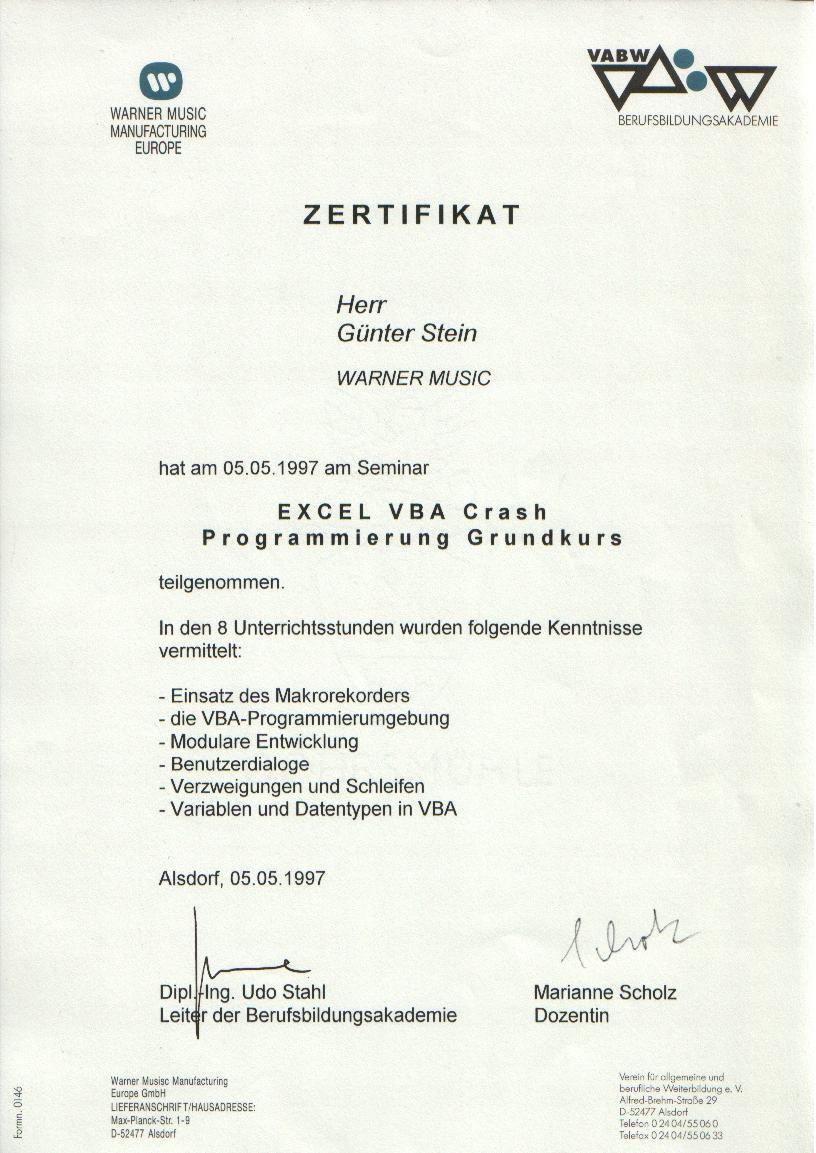 WARNER MUSIC
MANUFACTURING
EUROPE
VABW
BERUFSBILDUNGSAKADEMIE
ZERTIFIKAT
Herr
Günter Stein
WARNER MUSIC
hat am 05.05.1997 am Seminar
EXCEL VBA Crash
Programmierung Grundkurs
teilgenommen.
In den 8 Unterrichtsstunden wurden folgende Kenntnisse
vermittelt:
- Einsatz des Makrorekorders
- die VBA-Programmierumgebung
- Modulare Entwicklung
- Benutzerdialoge
- Verzweigungen und Schleifen
- Variablen und Datentypen in VBA
Alsdorf, 05.05.1997
Scholz
Dipl.-Ing. Udo Stahl
Leiter der Berufsbildungsakademie
Marianne Scholz
Dozentin
Warner Musisc Manufacturing
Europe GmbH
LIEFERANSCHRIFT/HAUSADRESSE:
Max-Planck-Str. 1-9
D-52477 Alsdorf
Verein für allgemeine und
berufliche Weiterbildung e. V.
Alfred-Brehm-Straße 29
D-52477 Alsdorf
Telefon 0 24 04/55 06 0
Telefax 0 24 04/55 06 33
Formn. 0146